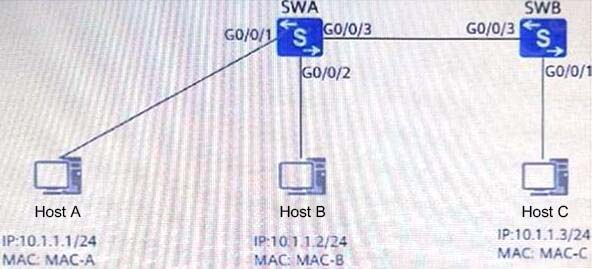 SWA
SWB
G0/0/1
G0/0/3
G0/0/3
G0/0/2
G0/0/1
S
S
Host A
Host B
Host C
IP:10.1.1.1/24
MAC: MAC-A
IP:10.1.1.2/24
MAC: MAC-B
IP:10.1.1.3/24
MAC: MAC-C